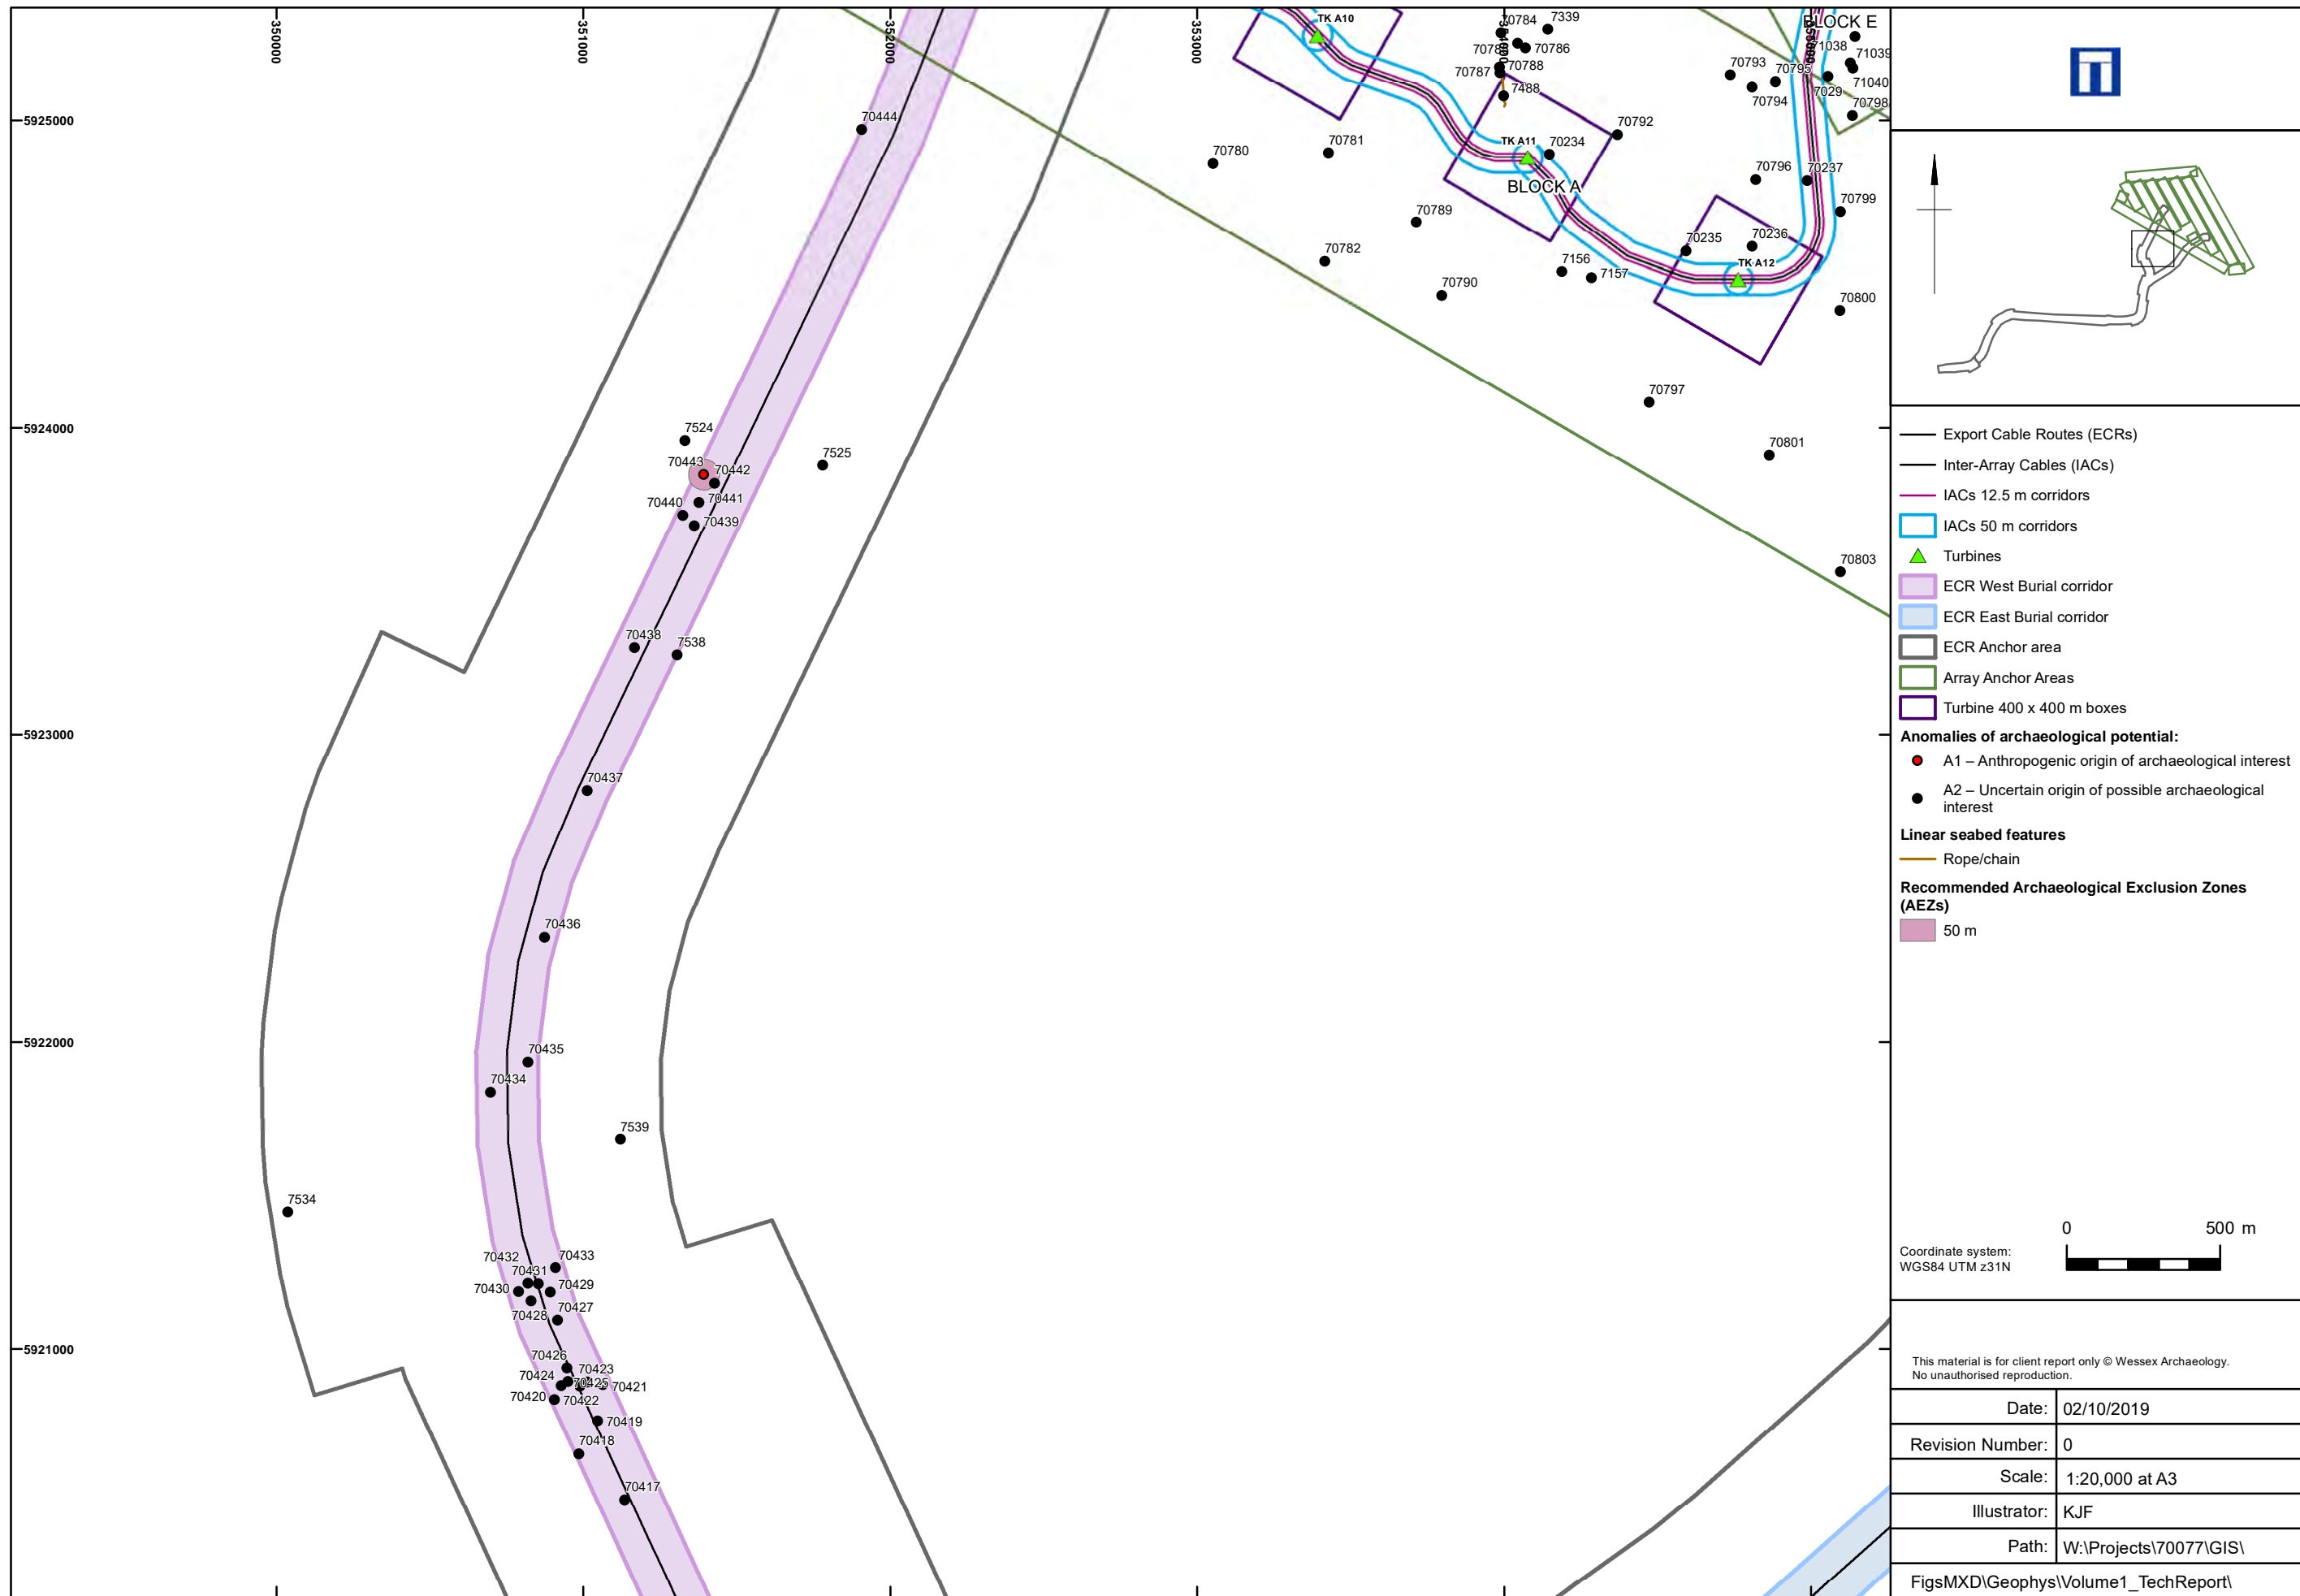 350000
351000
352000
353000
354000
355000
5925000
5924000
5923000
5922000
5921000
TK A10
70784
7339
70786
70788
70787
7488
BLOCK E
71038
71039
70793
70795
71040
7029
70794
70798
70444
70792
TK A11
70234
70780
70781
BLOCK A
70796
70237
70799
70789
70235
70236
70782
TK A12
7156
7157
70790
70800
70797
7524
7525
70801
70443
70442
70441
70440
70439
70803
70438
7538
70437
70436
70435
70434
7539
7534
70432
70433
70431
70430
70429
70428
70427
70426
70423
70424
70425
70421
70420
70422
70419
70418
70417
Export Cable Routes (ECRs)
Inter-Array Cables (IACs)
IACs 12.5 m corridors
IACs 50 m corridors
Turbines
ECR West Burial corridor
ECR East Burial corridor
ECR Anchor area
Array Anchor Areas
Turbine 400 x 400 m boxes
Anomalies of archaeological potential:
A1 – Anthropogenic origin of archaeological interest
A2 – Uncertain origin of possible archaeological
interest
Linear seabed features
Rope/chain
Recommended Archaeological Exclusion Zones
(AEZs)
50 m
0 500 m
Coordinate system:
WGS84 UTM z31N
This material is for client report only © Wessex Archaeology.
No unauthorised reproduction.
Date: 02/10/2019
Revision Number: 0
Scale: 1:20,000 at A3
Illustrator: KJF
Path: W:\Projects\70077\GIS\
FigsMXD\Geophys\Volume1_TechReport\